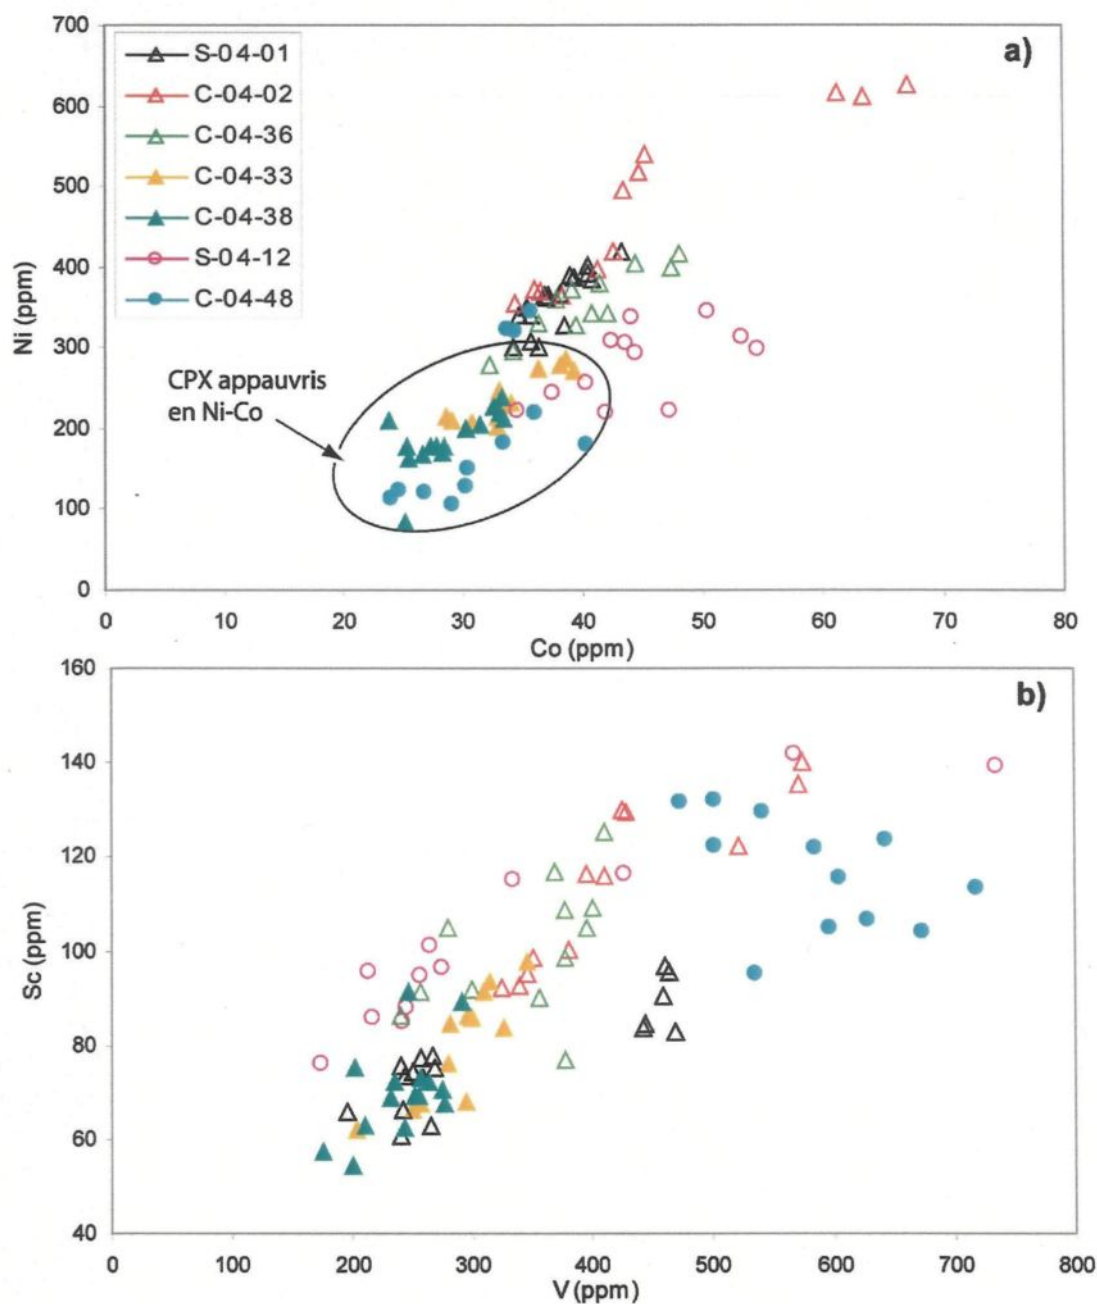 a)
S-04-01
C-04-02
C-04-36
C-04-33
C-04-38
S-04-12
C-04-48
700
600
500
400
300
200
100
0
Ni (ppm)
CPX appauvris
en Ni-Co
0 10 20 30 40 50 60 70 80
Co (ppm)
b)
160
140
120
100
80
60
40
Sc (ppm)
0 100 200 300 400 500 600 700 800
V (ppm)